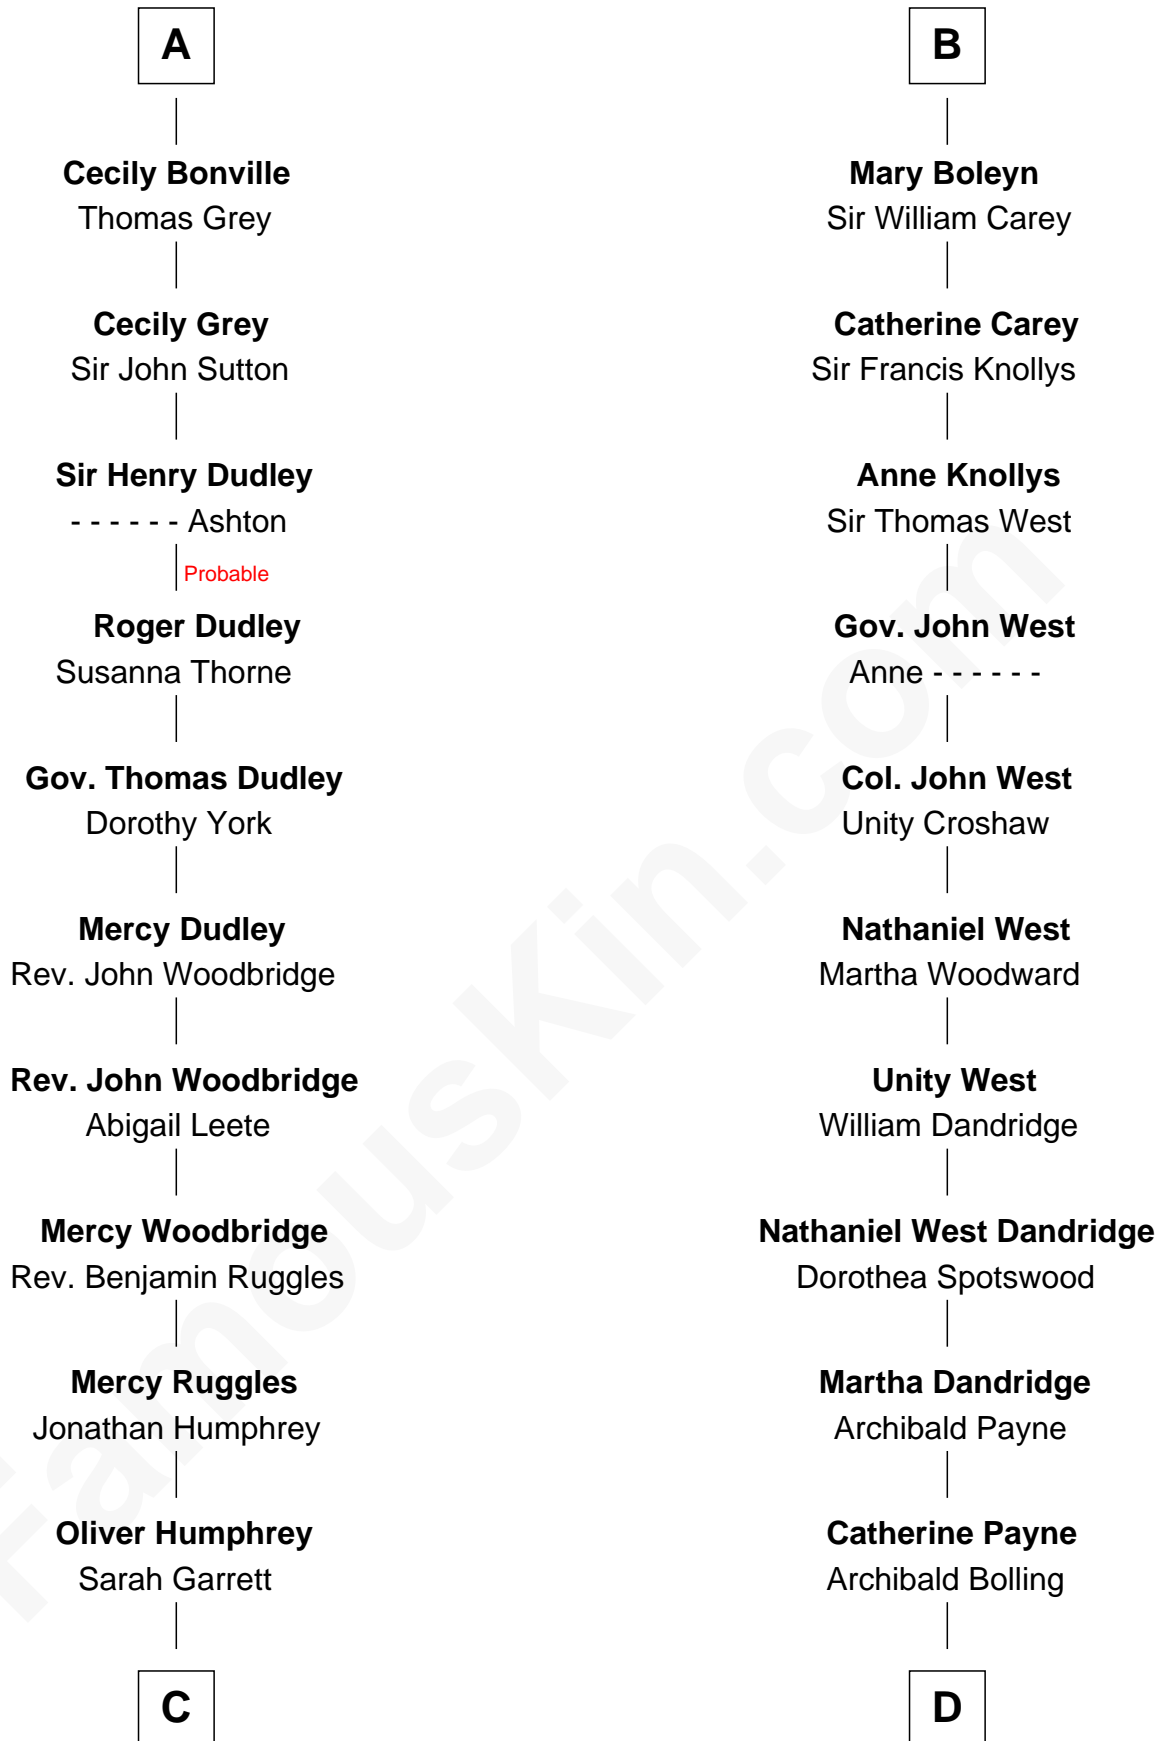 A
Cecily Bonville
Thomas Grey
Cecily Grey
Sir John Sutton
Sir Henry Dudley
- - - - - - Ashton
Probable
Roger Dudley
Susanna Thorne
Gov. Thomas Dudley
Dorothy York
Mercy Dudley
Rev. John Woodbridge
Rev. John Woodbridge
Abigail Leete
Mercy Woodbridge
Rev. Benjamin Ruggles
Mercy Ruggles
Jonathan Humphrey
Oliver Humphrey
Sarah Garrett
C
B
Mary Boleyn
Sir William Carey
Catherine Carey
Sir Francis Knollys
Anne Knollys
Sir Thomas West
Gov. John West
Anne - - - - - -
Col. John West
Unity Croshaw
Nathaniel West
Martha Woodward
Unity West
William Dandridge
Nathaniel West Dandridge
Dorothea Spotswood
Martha Dandridge
Archibald Payne
Catherine Payne
Archibald Bolling
D
FamousKin.com